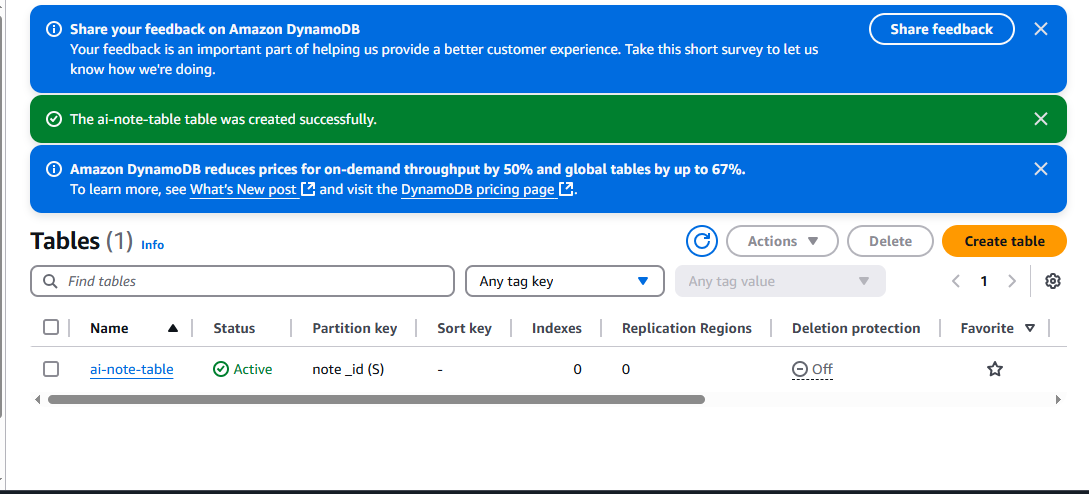 Share your feedback on Amazon DynamoDB
Share feedback
Your feedback is an important part of helping us provide a better customer experience. Take this short survey to let us
know how we're doing.
The ai-note-table table was created successfully.
Amazon DynamoDB reduces prices for on-demand throughput by 50% and global tables by up to 67%.
To learn more, see What's New post and visit the DynamoDB pricing page.
Tables (1) Info
Actions
Delete
Create table
Find tables
Any tag key
Any tag value
1
Name Status Partition key Sort key Indexes Replication Regions Deletion protection Favorite
ai-note-table Active note _id (S) - 0 0 Off